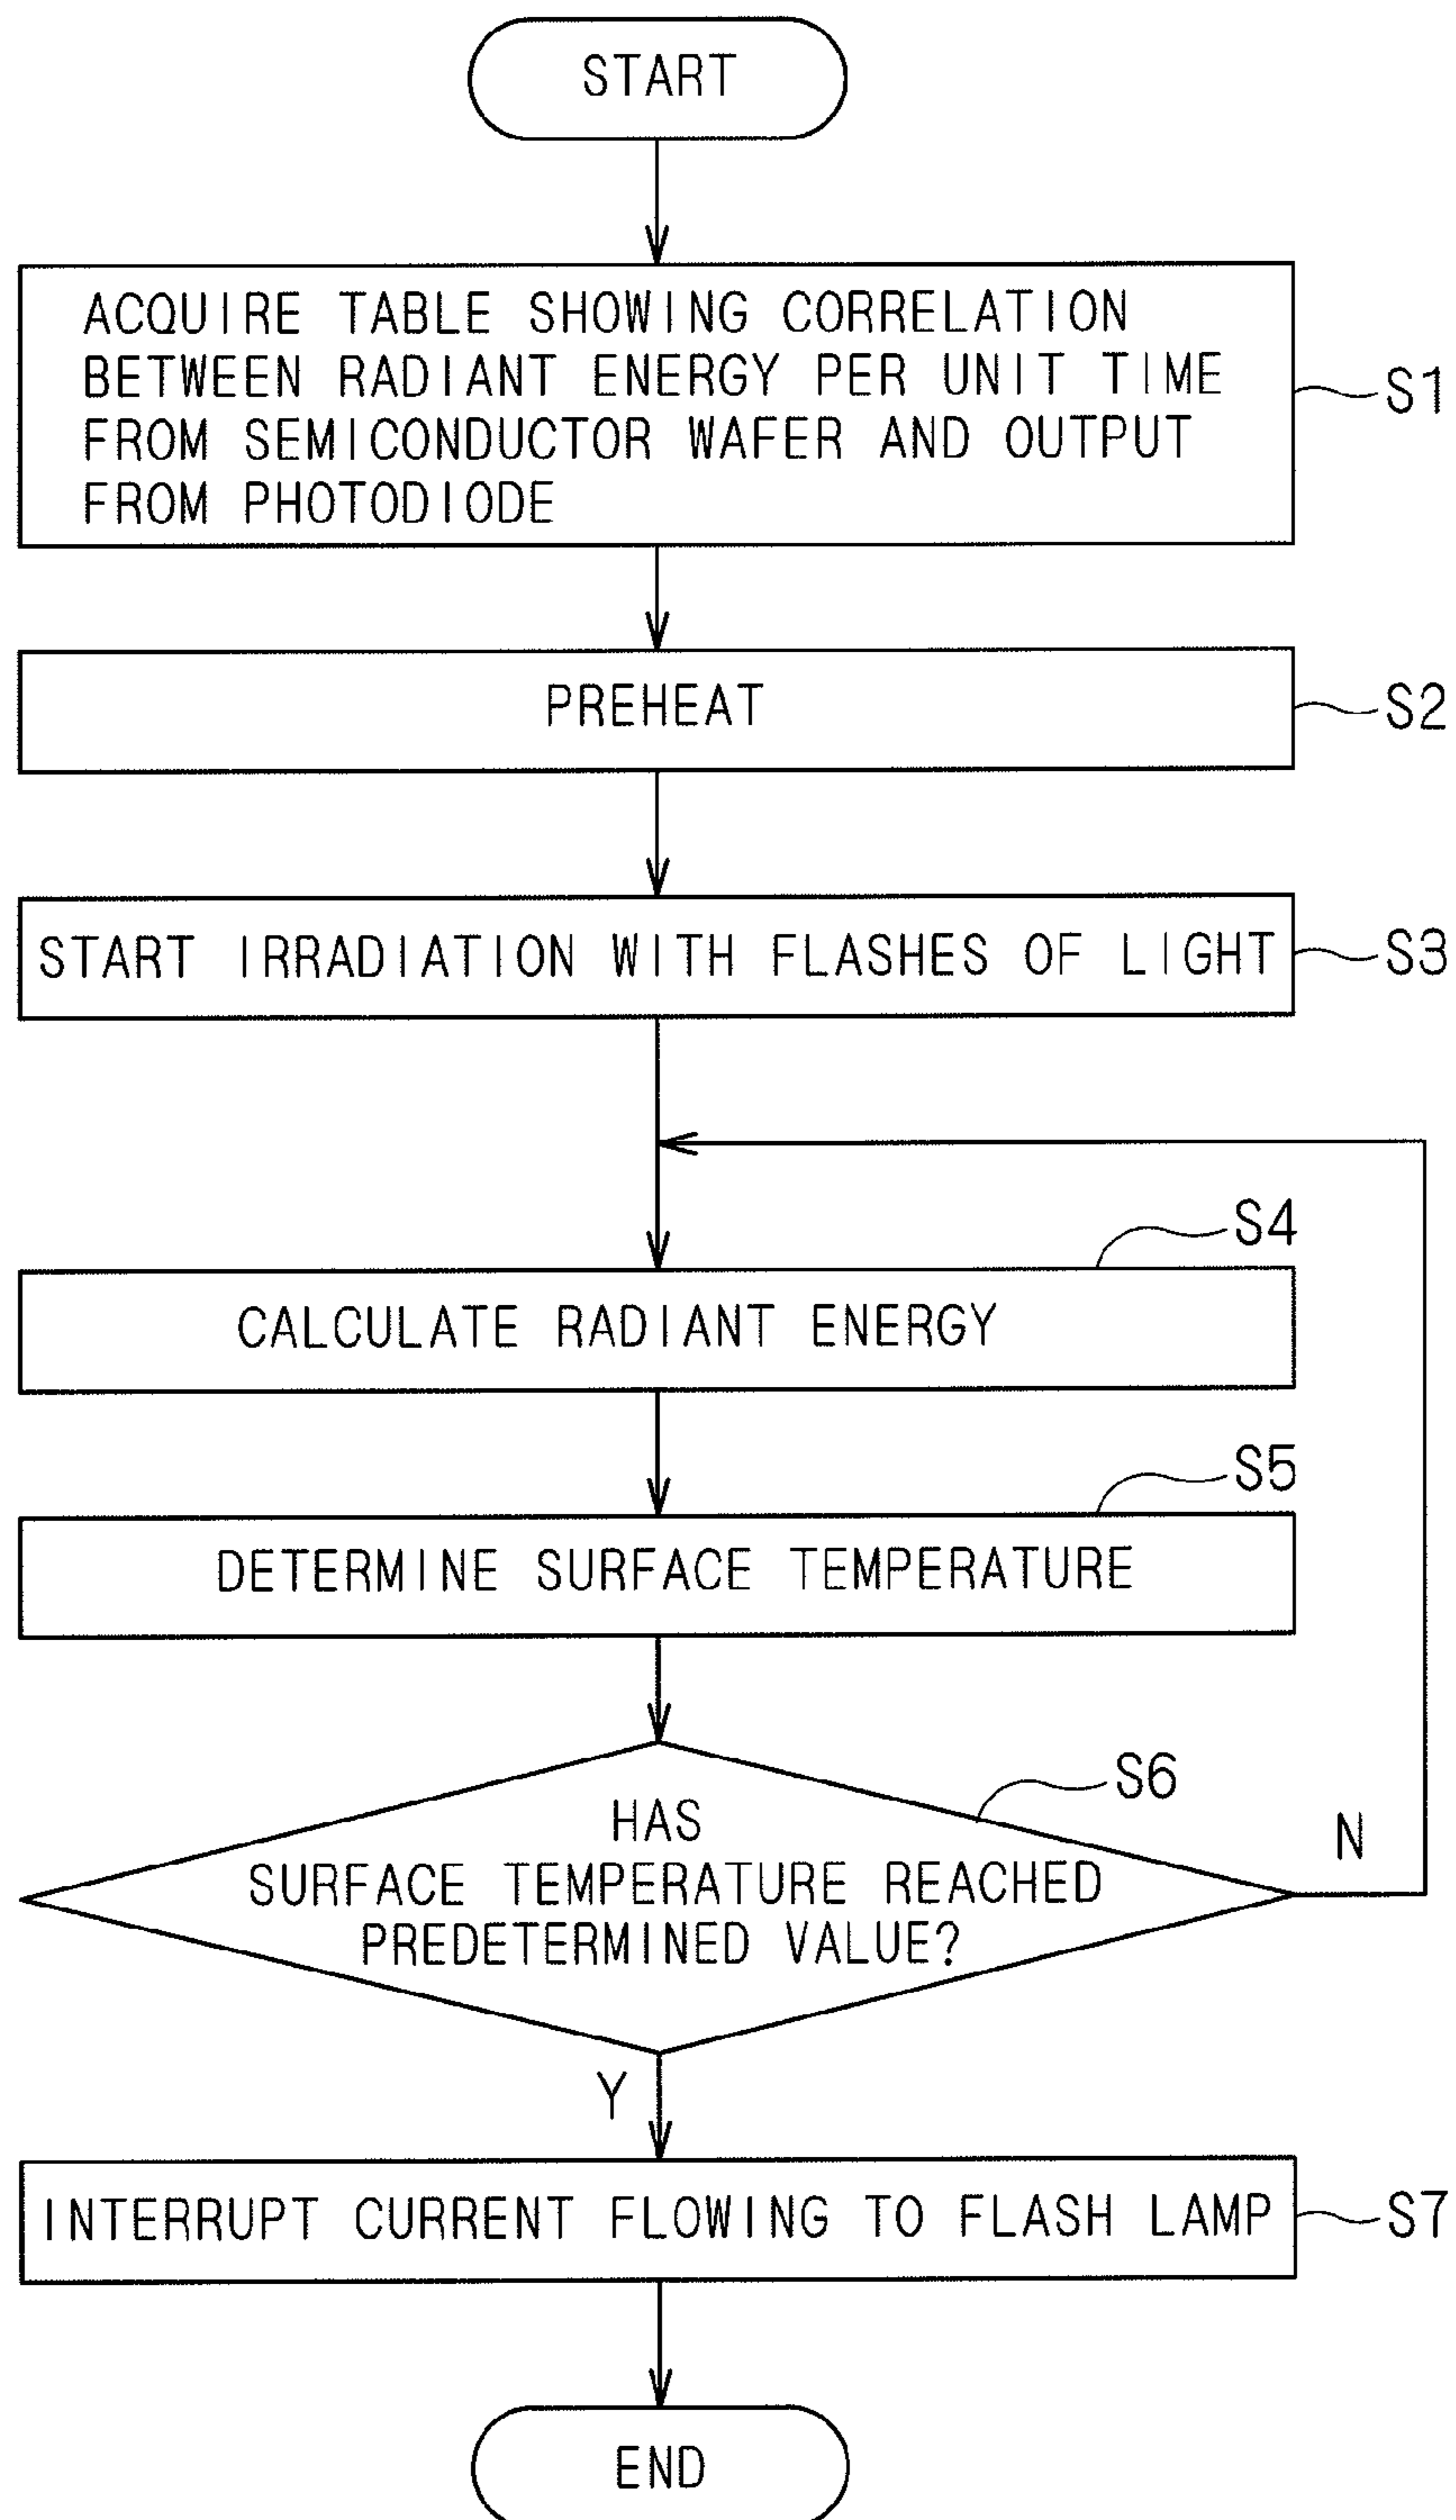 START
ACQUIRE TABLE SHOWING CORRELATION
BETWEEN RADIANT ENERGY PER UNIT TIME
FROM SEMICONDUCTOR WAFER AND OUTPUT
FROM PHOTODIODE
S1
PREHEAT
S2
START IRRADIATION WITH FLASHES OF LIGHT
S3
S4
CALCULATE RADIANT ENERGY
S5
DETERMINE SURFACE TEMPERATURE
S6
HAS
SURFACE TEMPERATURE REACHED
PREDETERMINED VALUE?
N
Y
INTERRUPT CURRENT FLOWING TO FLASH LAMP
S7
END